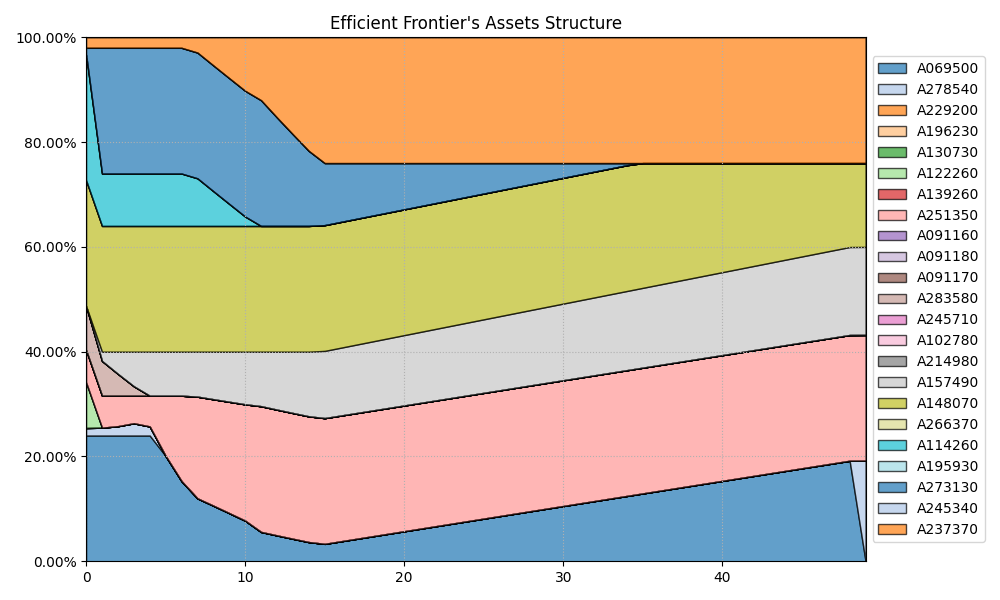 Efficient Frontier's Assets Structure
100.00%
80.00%
60.00%
40.00%
20.00%
0.00%
0 10 20 30 40
A069500
A278540
A229200
A196230
A130730
A122260
A139260
A251350
A091160
A091180
A091170
A283580
A245710
A102780
A214980
A157490
A148070
A266370
A114260
A195930
A273130
A245340
A237370